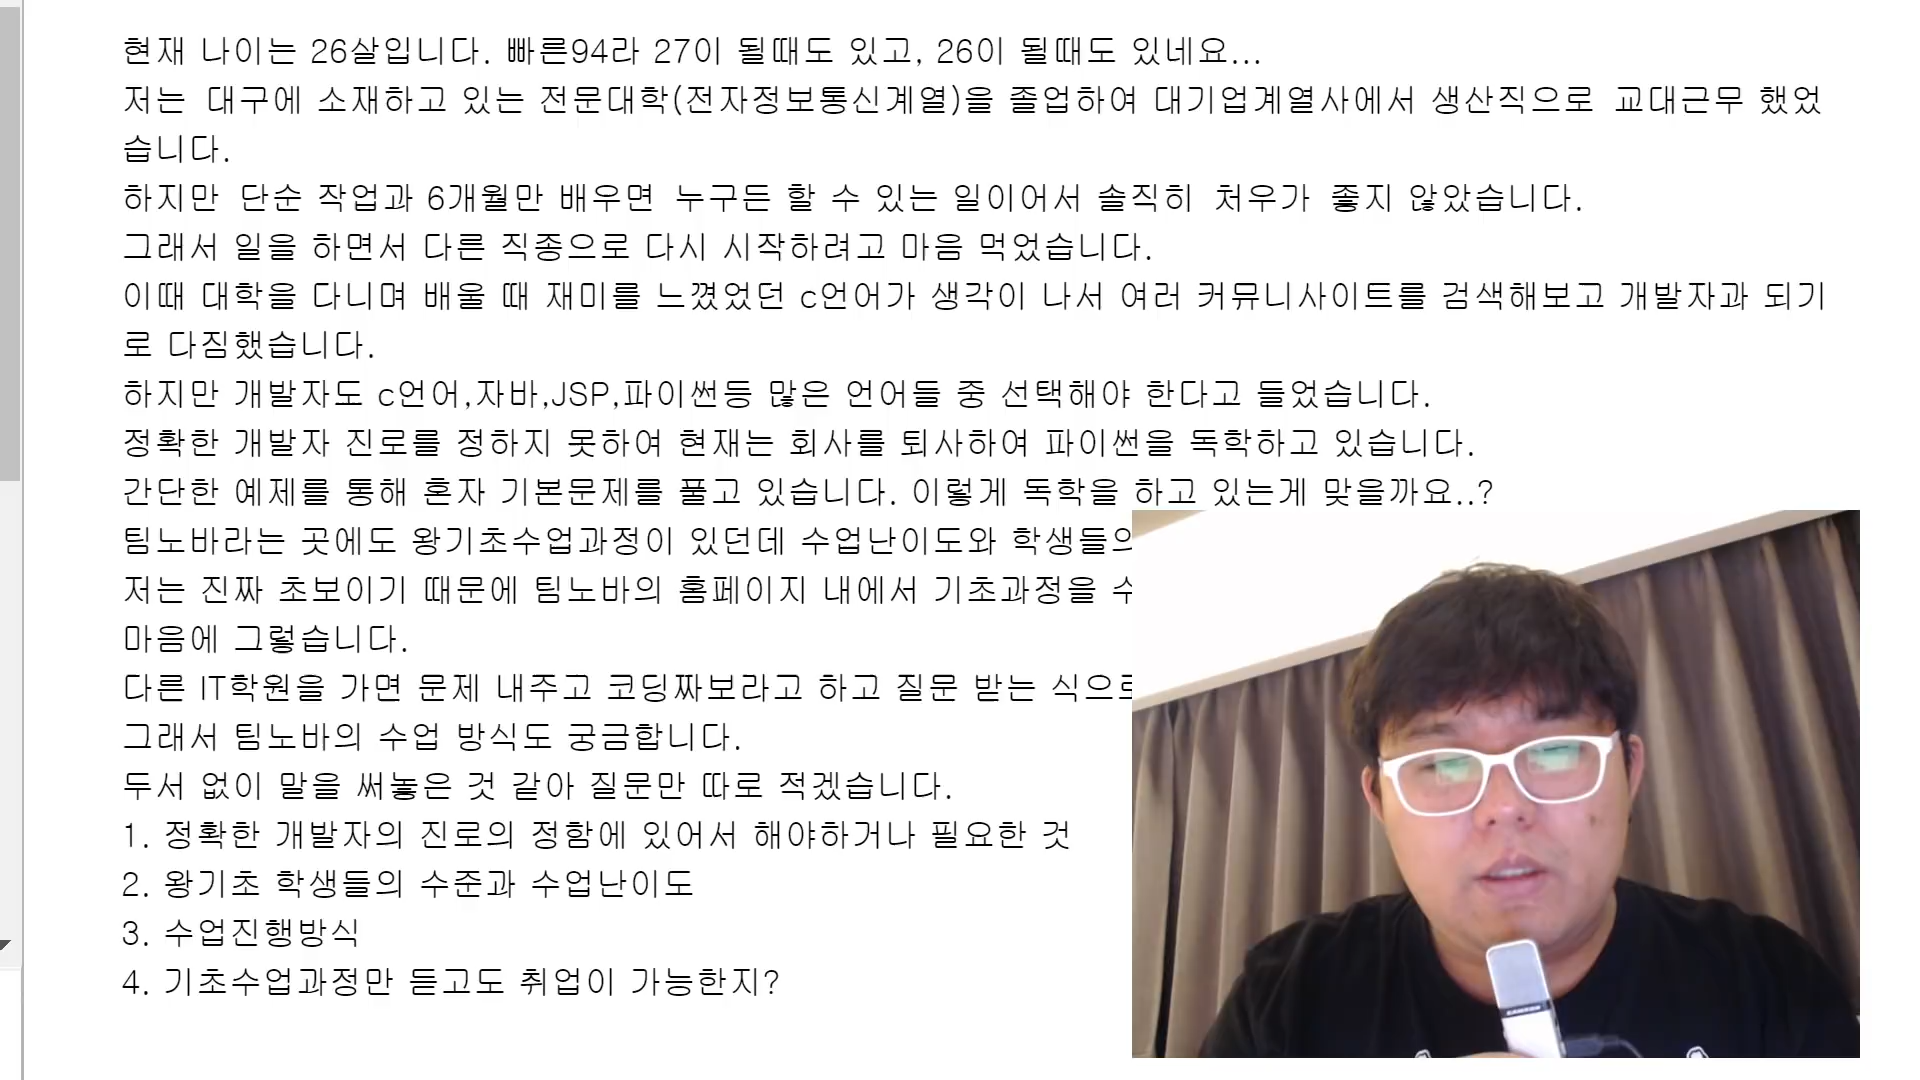 현재 나이는 26살입니다. 빠른94라 27이 될때도 있고, 26이 될때도 있네요...
저는 대구에 소재하고 있는 전문대학(전자정보통신계열)을 졸업하여 대기업계열사에서 생산직으로 교대근무 했었
습니다.
하지만 단순 작업과 6개월만 배우면 누구든 할 수 있는 일이어서 솔직히 처우가 좋지 않았습니다.
그래서 일을 하면서 다른 직종으로 다시 시작하려고 마음 먹었습니다.
이때 대학을 다니며 배울 때 재미를 느꼈었던 c언어가 생각이 나서 여러 커뮤니사이트를 검색해보고 개발자과 되기
로 다짐했습니다.
하지만 개발자도 c언어,자바,JSP,파이썬등 많은 언어들 중 선택해야 한다고 들었습니다.
정확한 개발자 진로를 정하지 못하여 현재는 회사를 퇴사하여 파이썬을 독학하고 있습니다.
간단한 예제를 통해 혼자 기본문제를 풀고 있습니다. 이렇게 독학을 하고 있는게 맞을까요..?
팀노바라는 곳에도 왕기초수업과정이 있던데 수업난이도와 학생들의
저는 진짜 초보이기 때문에 팀노바의 홈페이지 내에서 기초과정을 수
마음에 그렇습니다.
다른 IT학원을 가면 문제 내주고 코딩짜보라고 하고 질문 받는 식으로
그래서 팀노바의 수업 방식도 궁금합니다.
두서 없이 말을 써놓은 것 같아 질문만 따로 적겠습니다.
1. 정확한 개발자의 진로의 정함에 있어서 해야하거나 필요한 것
2. 왕기초 학생들의 수준과 수업난이도
3. 수업진행방식
4. 기초수업과정만 듣고도 취업이 가능한지?